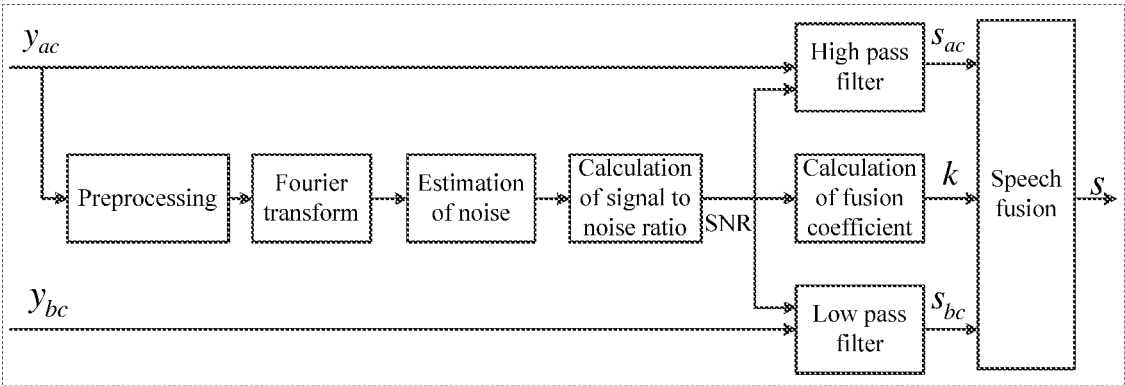 y_ac
High pass
filter
s_ac
Preprocessing
Fourier
transform
Estimation
of noise
Calculation
of signal to
noise ratio
SNR
Calculation
of fusion
coefficient
k
Speech
fusion
s
y_bc
Low pass
filter
s_bc